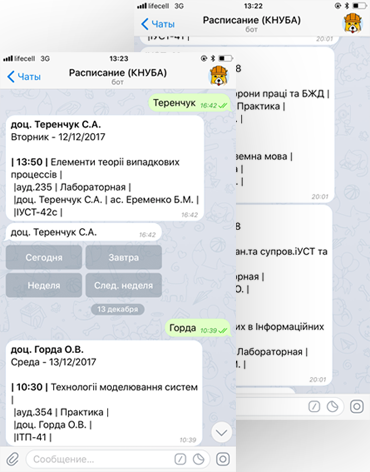 lifecell 3G 13:22
Чаты
Расписание (КНУБА)
бот
ІУСТ-41 |
20:01
8
орони праці та БЖД |
Практика |
|
земна мова |
|
. |
20:01
8
ан.та супров.іУСТ та
орная |
О. |
их в Інформаційних
Лабораторная |
М. |
20:01
lifecell 3G 13:23
Чаты
Расписание (КНУБА)
бот
Теренчук 16:42
доц. Теренчук С.А.
Вторник - 12/12/2017
| 13:50 | Елементи теорії випадкових
процессів |
|ауд.235 | Лабораторная |
|доц. Теренчук С.А. | ас. Еременко Б.М. |
|ІУСТ-42с |
16:42
доц. Теренчук С.А.
16:42
Сегодня Завтра
Неделя След. неделя
13 декабря
Горда 10:39
доц. Горда О.В.
Среда - 13/12/2017
| 10:30 | Технології моделювання систем
|
|ауд.354 | Практика |
|доц. Горда О.В. |
|ІТП-41 |
10:39
Сообщение...